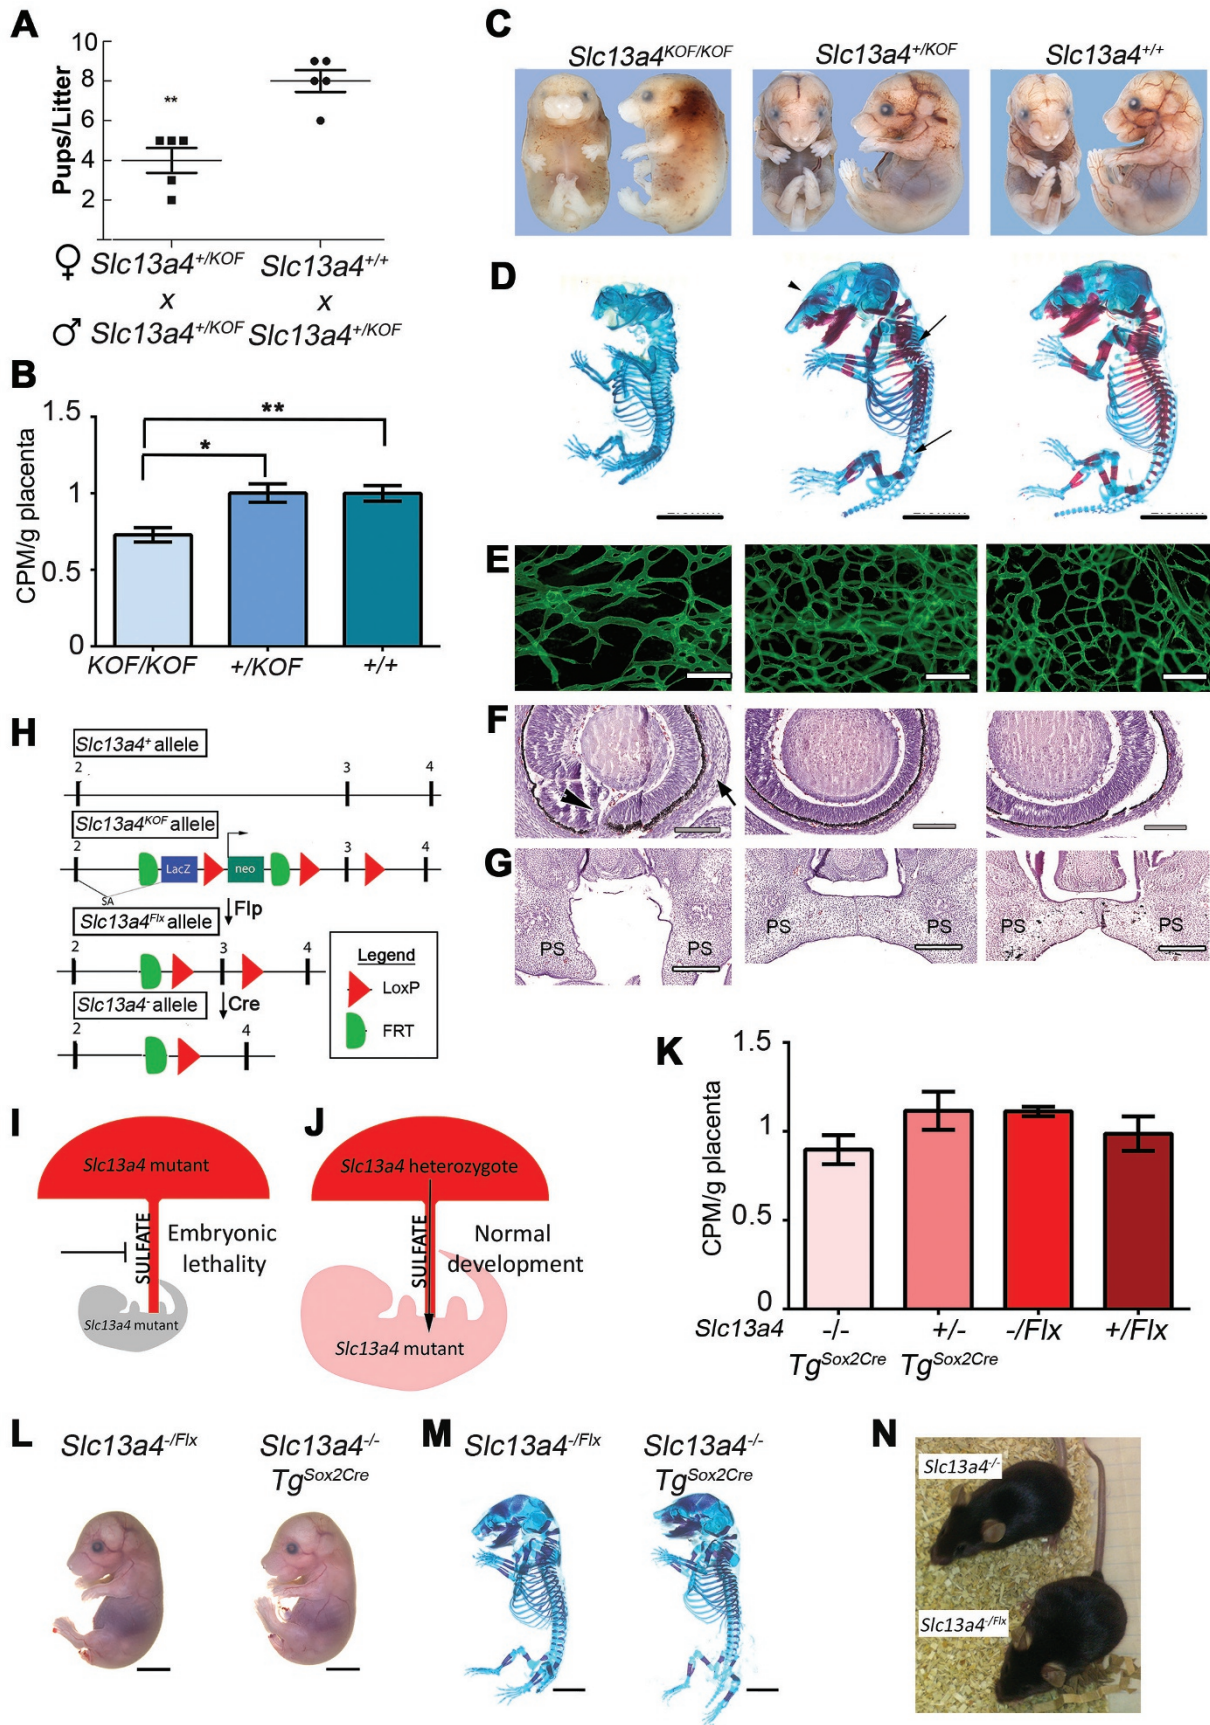 A
10
8
6
4
2
Pups/Litter
**
♀ Slc13a4+/KOF Slc13a4+/+
x x
♂ Slc13a4+/KOF Slc13a4+/KOF
B
1.5
1
0.5
0
CPM/g placenta
**
*
KOF/KOF +/KOF +/+
C
Slc13a4KOF/KOF Slc13a4+/KOF Slc13a4+/+
D
E
F
G
PS PS PS PS PS PS
H
Slc13a4+ allele
2 3 4
Slc13a4KOF allele
2 3 4
LacZ neo
SA
Flp
Slc13a4Flx allele
2 3 4
Cre
Slc13a4- allele
2 4
Legend
LoxP
FRT
I
Slc13a4 mutant
SULFATE
Embryonic
lethality
Slc13a4 mutant
J
Slc13a4 heterozygote
SULFATE
Normal
development
Slc13a4 mutant
K
1.5
1
0.5
0
CPM/g placenta
Slc13a4 -/- +/- -/Flx +/Flx
TgSox2Cre TgSox2Cre
L
Slc13a4-/Flx Slc13a4-/-
TgSox2Cre
M
Slc13a4-/Flx Slc13a4-/-
TgSox2Cre
N
Slc13a4-/-
Slc13a4-/Flx